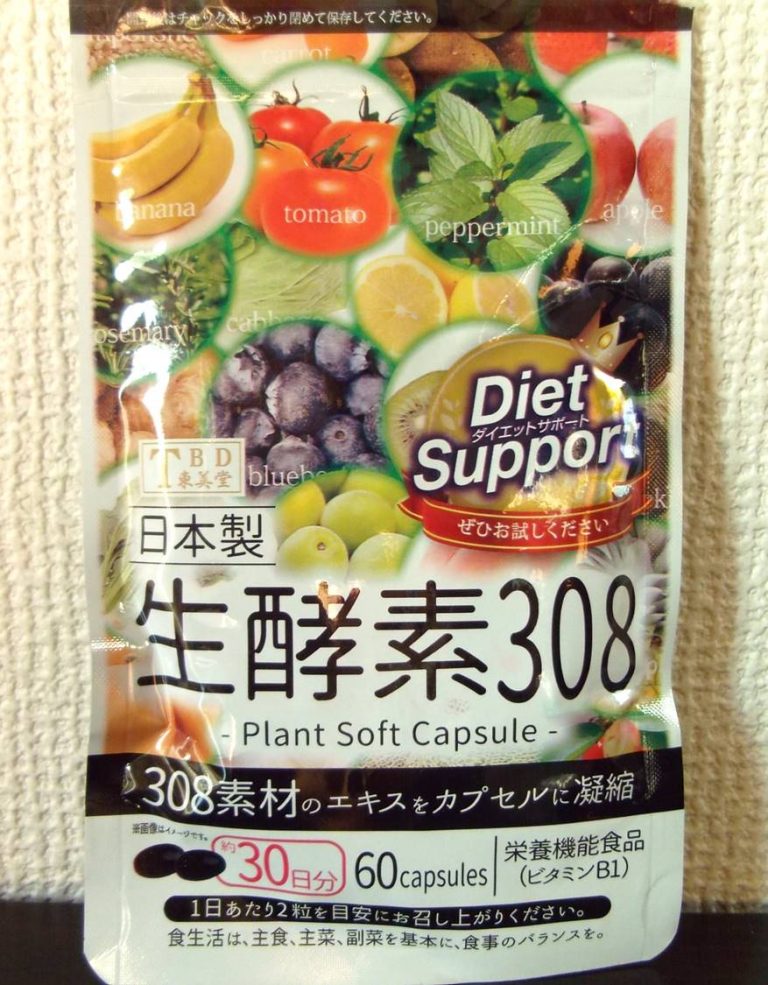 はチャックをしっかり閉めて保存してください。
carrot
banana
tomato
peppermint
apple
rosemary
cabbage
Diet
ダイエットサポート
Support
TBD
東美堂
ぜひお試しください
日本製
生酵素308
- Plant Soft Capsule -
308素材のエキスをカプセルに凝縮
※画像はイメージです。
約30日分
60capsules
栄養機能食品
(ビタミンB1)
1日あたり2粒を目安にお召し上がりください。
食生活は、主食、主菜、副菜を基本に、食事のバランスを。